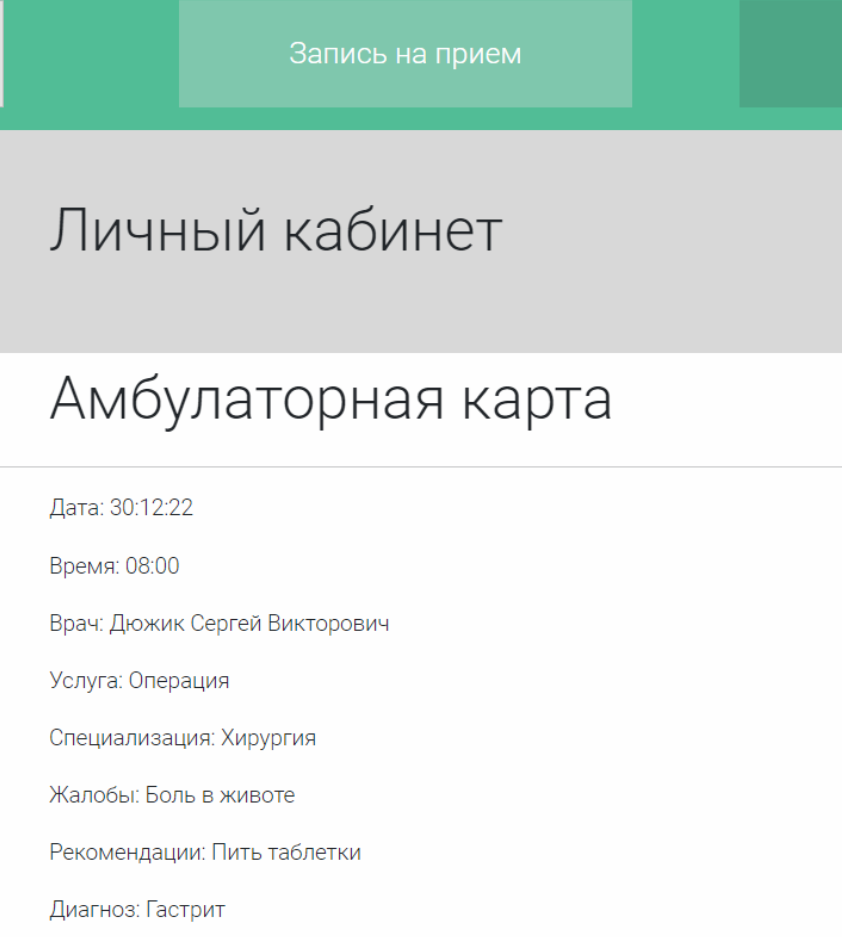 Запись на прием
Личный кабинет
Амбулаторная карта
Дата: 30:12:22
Время: 08:00
Врач: Дюжик Сергей Викторович
Услуга: Операция
Специализация: Хирургия
Жалобы: Боль в животе
Рекомендации: Пить таблетки
Диагноз: Гастрит